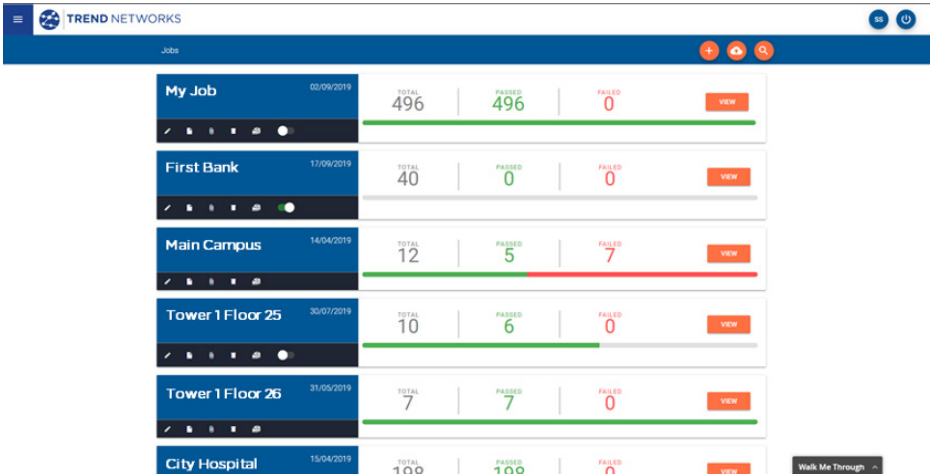 TREND NETWORKS
SS
Jobs
My Job 02/09/2019
TOTAL PASSED FAILED
496 496 0
VIEW
First Bank 17/09/2019
TOTAL PASSED FAILED
40 0 0
VIEW
Main Campus 14/04/2019
TOTAL PASSED FAILED
12 5 7
VIEW
Tower 1 Floor 25 30/07/2019
TOTAL PASSED FAILED
10 6 0
VIEW
Tower 1 Floor 26 31/05/2019
TOTAL PASSED FAILED
7 7 0
VIEW
City Hospital 15/04/2019
TOTAL PASSED FAILED
198 198 0
VIEW
Walk Me Through